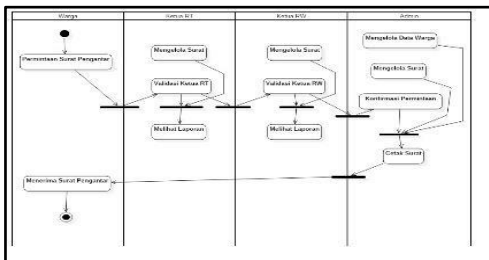 Warga
Ketua RT
Ketua RW
Admin
Permintaan Surat Pengantar
Mengelola Surat
Validasi Ketua RT
Melihat Laporan
Mengelola Surat
Validasi Ketua RW
Melihat Laporan
Mengelola Data Warga
Mengelola Surat
Konfirmasi Permintaan
Cetak Surat
Menerima Surat Pengantar